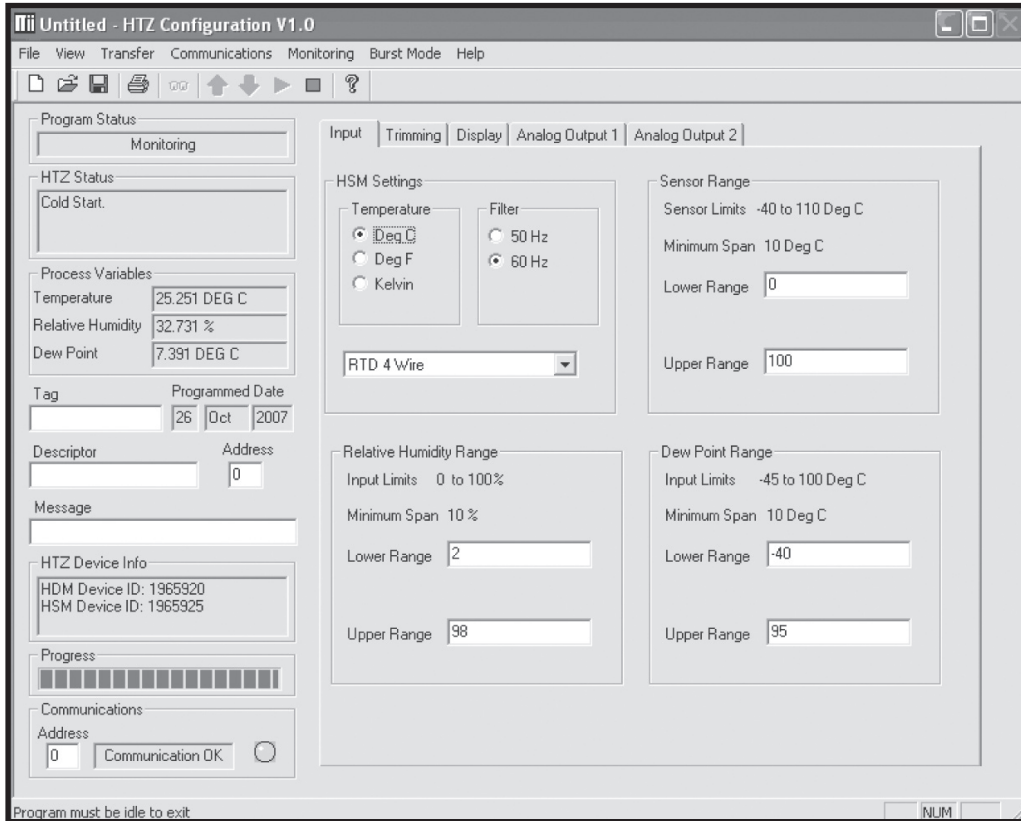 Untitled - HTZ Configuration V1.0
File View Transfer Communications Monitoring Burst Mode Help
Program Status
Monitoring
HTZ Status
Cold Start.
Process Variables
Temperature 25.251 DEG C
Relative Humidity 32.731 %
Dew Point 7.391 DEG C
Tag Programmed Date
26 Oct 2007
Descriptor Address
0
Message
HTZ Device Info
HDM Device ID: 1965920
HSM Device ID: 1965925
Progress
Communications
Address
0 Communication OK
Input Trimming Display Analog Output 1 Analog Output 2
HSM Settings
Temperature
Deg C
Deg F
Kelvin
Filter
50 Hz
60 Hz
RTD 4 Wire
Sensor Range
Sensor Limits -40 to 110 Deg C
Minimum Span 10 Deg C
Lower Range 0
Upper Range 100
Relative Humidity Range
Input Limits 0 to 100%
Minimum Span 10 %
Lower Range 2
Upper Range 98
Dew Point Range
Input Limits -45 to 100 Deg C
Minimum Span 10 Deg C
Lower Range -40
Upper Range 95
Program must be idle to exit
NUM